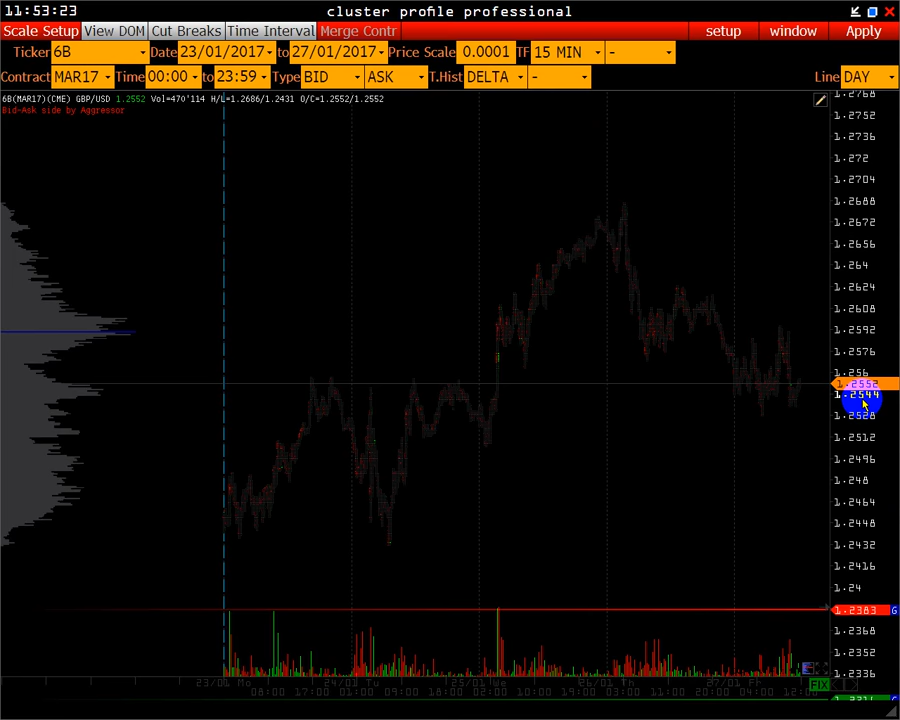 11:53:23 cluster profile professional
Scale Setup View DOM Cut Breaks Time Interval Merge Contr setup window Apply
Ticker 6B Date 23/01/2017 to 27/01/2017 Price Scale 0.0001 TF 15 MIN -
Contract MAR17 Time 00:00 to 23:59 Type BID ASK T.Hist DELTA - Line DAY
6B(MAR17)(CME) GBP/USD 1.2552 Vol=470'114 H/L=1.2686/1.2431 O/C=1.2552/1.2552
Bid-Ask side by Aggressor
1.2768
1.2752
1.2736
1.272
1.2704
1.2688
1.2672
1.2656
1.264
1.2624
1.2608
1.2592
1.2576
1.256
1.2552
1.2544
1.2528
1.2512
1.2496
1.248
1.2464
1.2448
1.2432
1.2416
1.24
1.2383 G
1.2368
1.2352
1.2336
23/01 Mo 24/01 Tu 25/01 We 26/01 Th 27/01 Fr
FIX
08:00 17:00 01:00 09:00 18:00 02:00 10:00 19:00 03:00 11:00 20:00 04:00 12:00